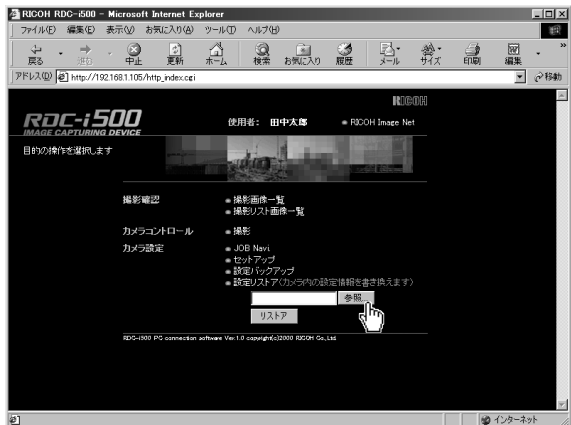 RICOH RDC-i500 - Microsoft Internet Explorer
ファイル(F) 編集(E) 表示(V) お気に入り(A) ツール(T) ヘルプ(H)
戻る 進む 中止 更新 ホーム 検索 お気に入り 履歴 メール サイズ 印刷 編集 »
アドレス(D) http://192.168.1.105/http_index.cgi 移動
RICOH
RDC-i500
IMAGE CAPTURING DEVICE
使用者: 田中太郎 RICOH Image Net
目的の操作を選択します
撮影確認 撮影画像一覧
撮影リスト画像一覧
カメラコントロール 撮影
カメラ設定 JOB Navi
セットアップ
設定バックアップ
設定リストア(カメラ内の設定情報を書き換えます)
参照...
リストア
RDC-i500 PC connection software Ver.1.0 copyright(c)2000 RICOH Co.,Ltd
インターネット